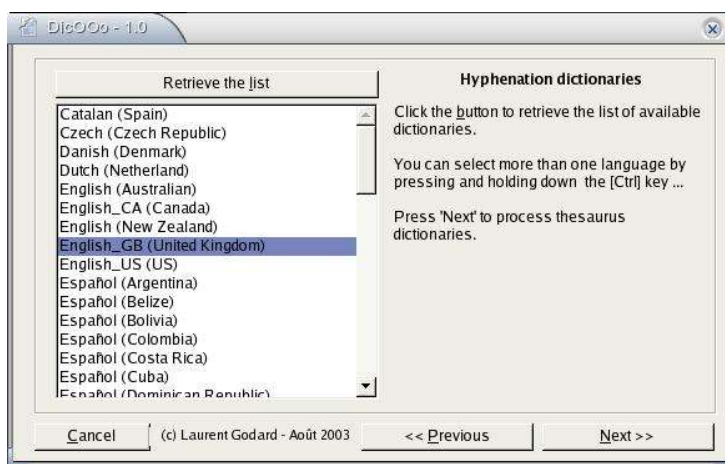 DicOOo - 1.0
Retrieve the list
Catalan (Spain)
Czech (Czech Republic)
Danish (Denmark)
Dutch (Netherland)
English (Australian)
English_CA (Canada)
English (New Zealand)
English_GB (United Kingdom)
English_US (US)
Español (Argentina)
Español (Belize)
Español (Bolivia)
Español (Colombia)
Español (Costa Rica)
Español (Cuba)
Español (Dominican Republic)
Hyphenation dictionaries
Click the button to retrieve the list of available
dictionaries.
You can select more than one language by
pressing and holding down the [Ctrl] key ...
Press 'Next' to process thesaurus
dictionaries.
Cancel
(c) Laurent Godard - Août 2003
<< Previous
Next >>